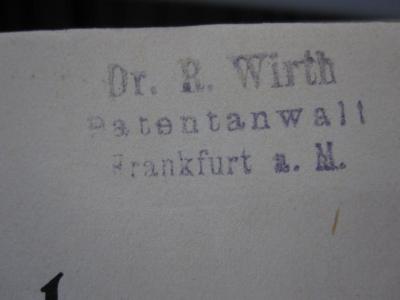 Dr. R. Wirth
Patentanwalt
Frankfurt a. M.